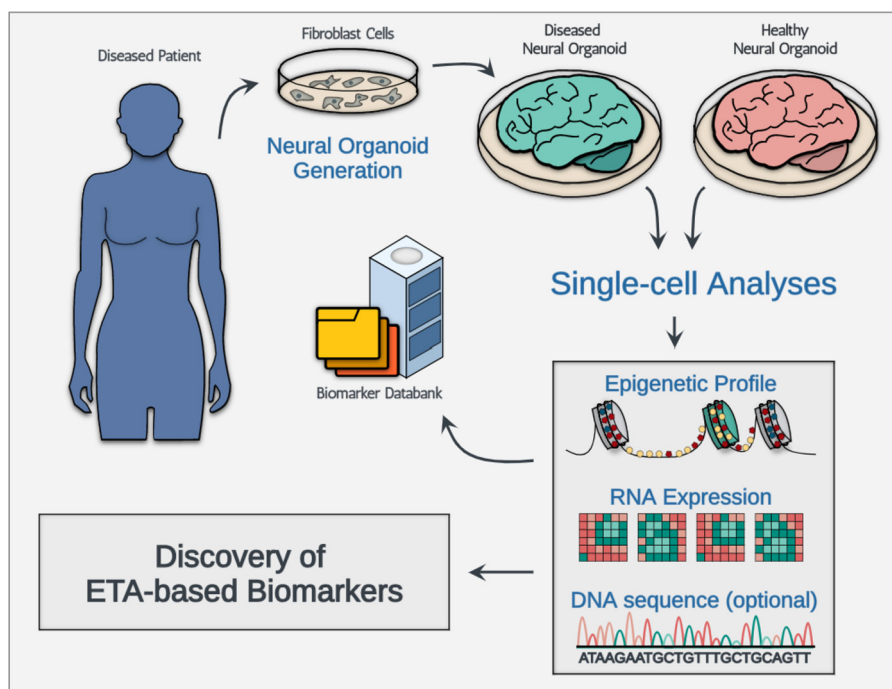 Diseased Patient
Fibroblast Cells
Neural Organoid
Generation
Diseased
Neural Organoid
Healthy
Neural Organoid
Single-cell Analyses
Epigenetic Profile
RNA Expression
DNA sequence (optional)
ATAAGAATGCTGTTTGCTGCAGTT
Biomarker Databank
Discovery of
ETA-based Biomarkers